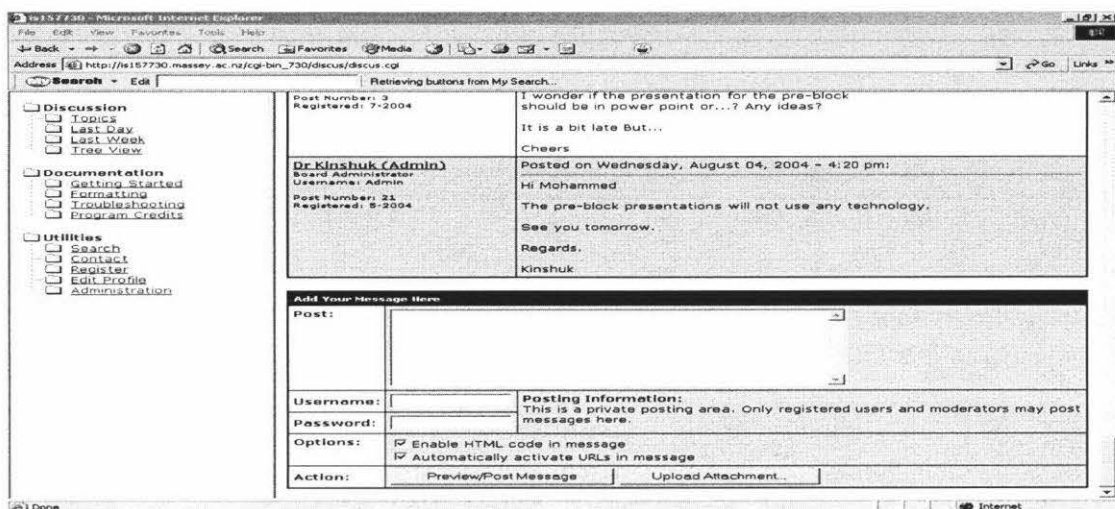 is157730 - Microsoft Internet Explorer
File Edit View Favorites Tools Help
Back Search Favorites Media
Address http://is157730.massey.ac.nz/cgi-bin_730/discus/discus.cgi Go Links
Search Edit Retrieving buttons from My Search...
Discussion
Topics
Last Day
Last Week
Tree View
Documentation
Getting Started
Formatting
Troubleshooting
Program Credits
Utilities
Search
Contact
Register
Edit Profile
Administration
Post Number: 3
Registered: 7-2004
I wonder if the presentation for the pre-block
should be in power point or...? Any ideas?
It is a bit late But...
Cheers
Dr Kinshuk (Admin)
Board Administrator
Username: Admin
Post Number: 21
Registered: 5-2004
Posted on Wednesday, August 04, 2004 - 4:20 pm:
Hi Mohammed
The pre-block presentations will not use any technology.
See you tomorrow.
Regards.
Kinshuk
Add Your Message Here
Post:
Username:
Password:
Posting Information:
This is a private posting area. Only registered users and moderators may post
messages here.
Options:
Enable HTML code in message
Automatically activate URLs in message
Action:
Preview/Post Message Upload Attachment...
Done Internet